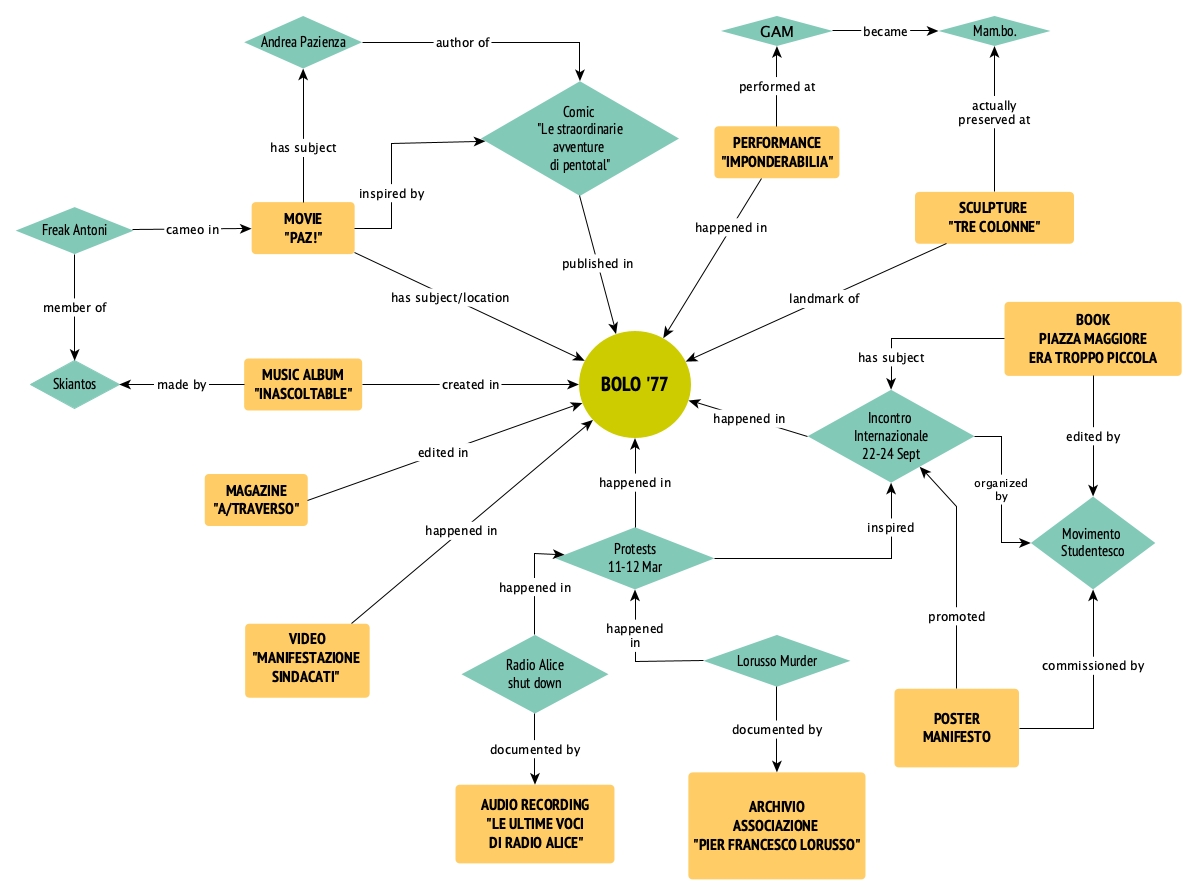 Andrea Pazienza
author of
GAM
became
Mam.bo.
performed at
actually
preserved at
Comic
"Le straordinarie
avventure
di pentotal"
has subject
inspired by
PERFORMANCE
"IMPONDERABILIA"
SCULPTURE
"TRE COLONNE"
Freak Antoni
cameo in
MOVIE
"PAZ!"
happened in
published in
member of
has subject/location
landmark of
BOOK
PIAZZA MAGGIORE
ERA TROPPO PICCOLA
has subject
Skiantos
made by
MUSIC ALBUM
"INASCOLTABLE"
created in
BOLO '77
happened in
Incontro
Internazionale
22-24 Sept
edited by
edited in
MAGAZINE
"A/TRAVERSO"
happened in
organized
by
happened in
inspired
Protests
11-12 Mar
Movimento
Studentesco
happened in
happened
in
promoted
VIDEO
"MANIFESTAZIONE
SINDACATI"
Radio Alice
shut down
Lorusso Murder
commissioned by
POSTER
MANIFESTO
documented by
documented by
AUDIO RECORDING
"LE ULTIME VOCI
DI RADIO ALICE"
ARCHIVIO
ASSOCIAZIONE
"PIER FRANCESCO LORUSSO"